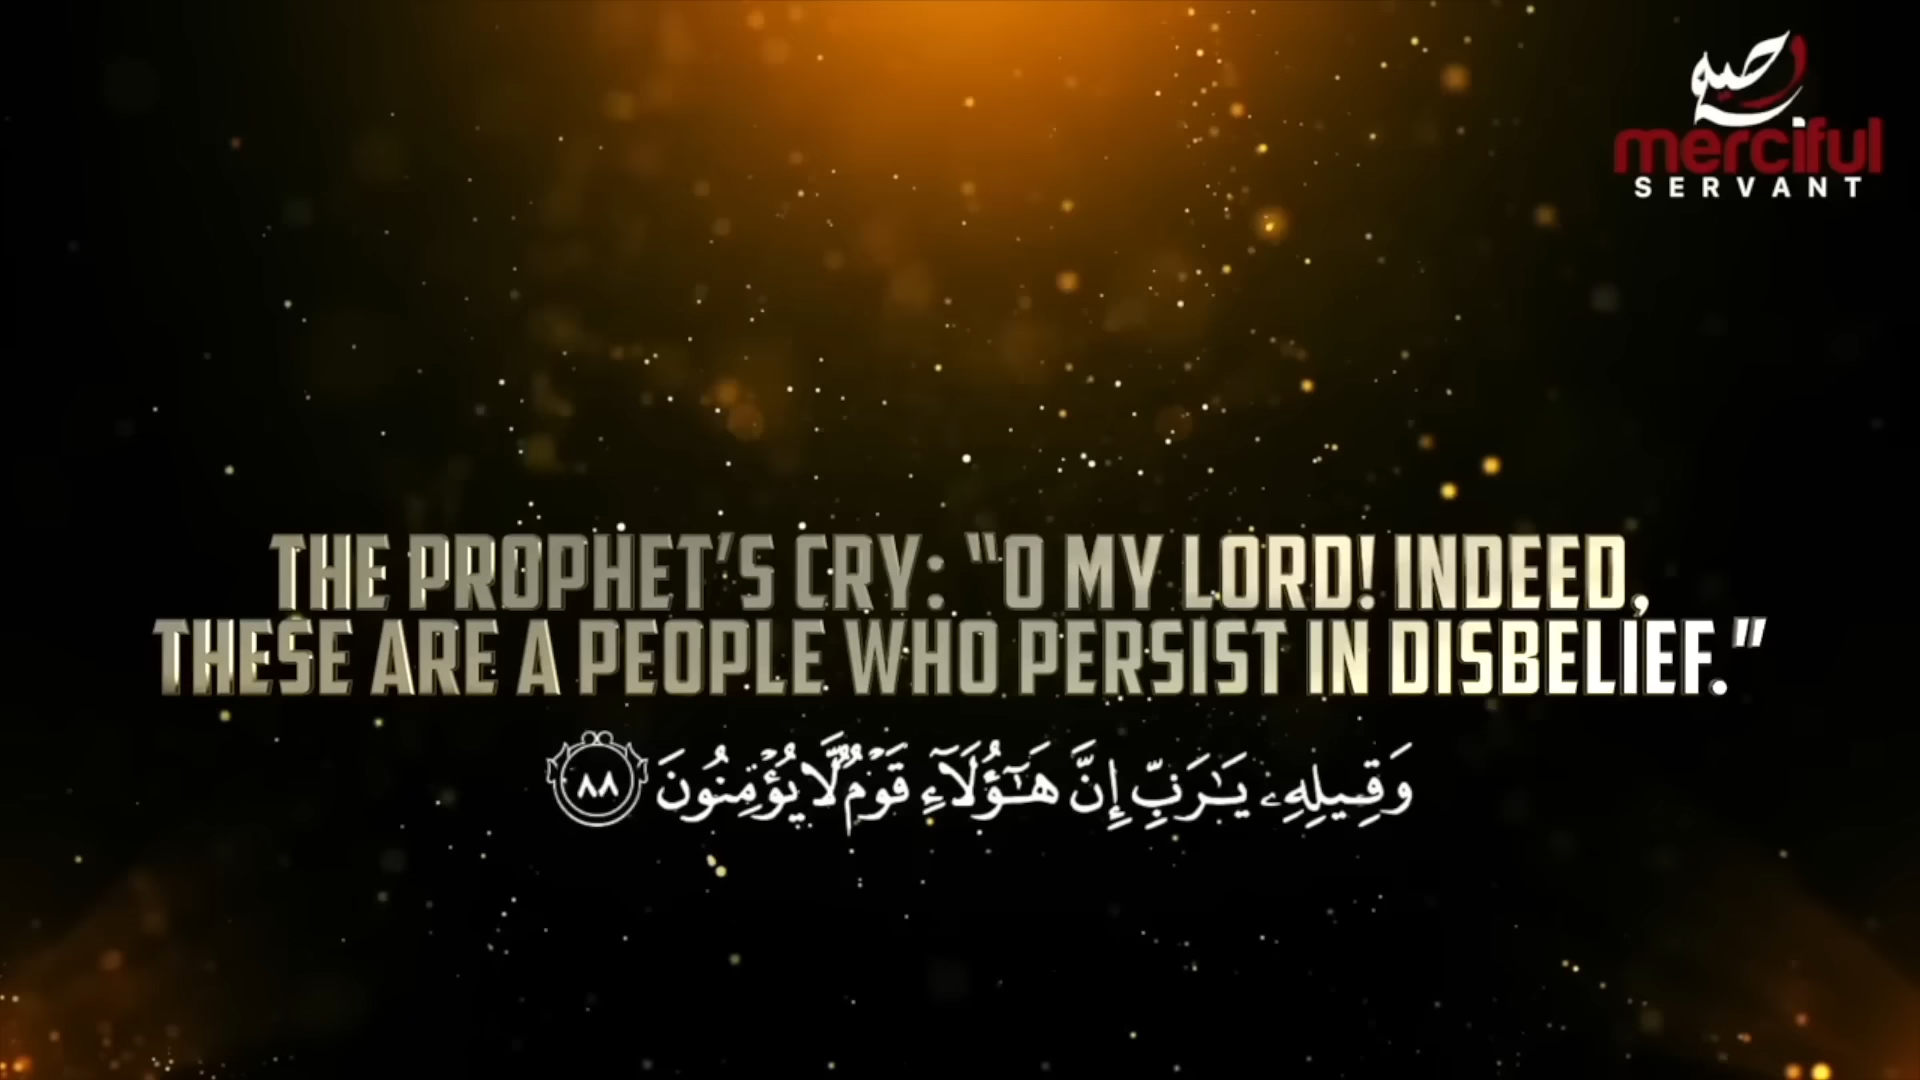 رحيم
merciful
SERVANT
THE PROPHET'S CRY: "O MY LORD! INDEED,
THESE ARE A PEOPLE WHO PERSIST IN DISBELIEF."
وَقِيلِهِۦ يَـٰرَبِّ إِنَّ هَـٰٓؤُلَآءِ قَوْمٌ لَّا يُؤْمِنُونَ ٨٨